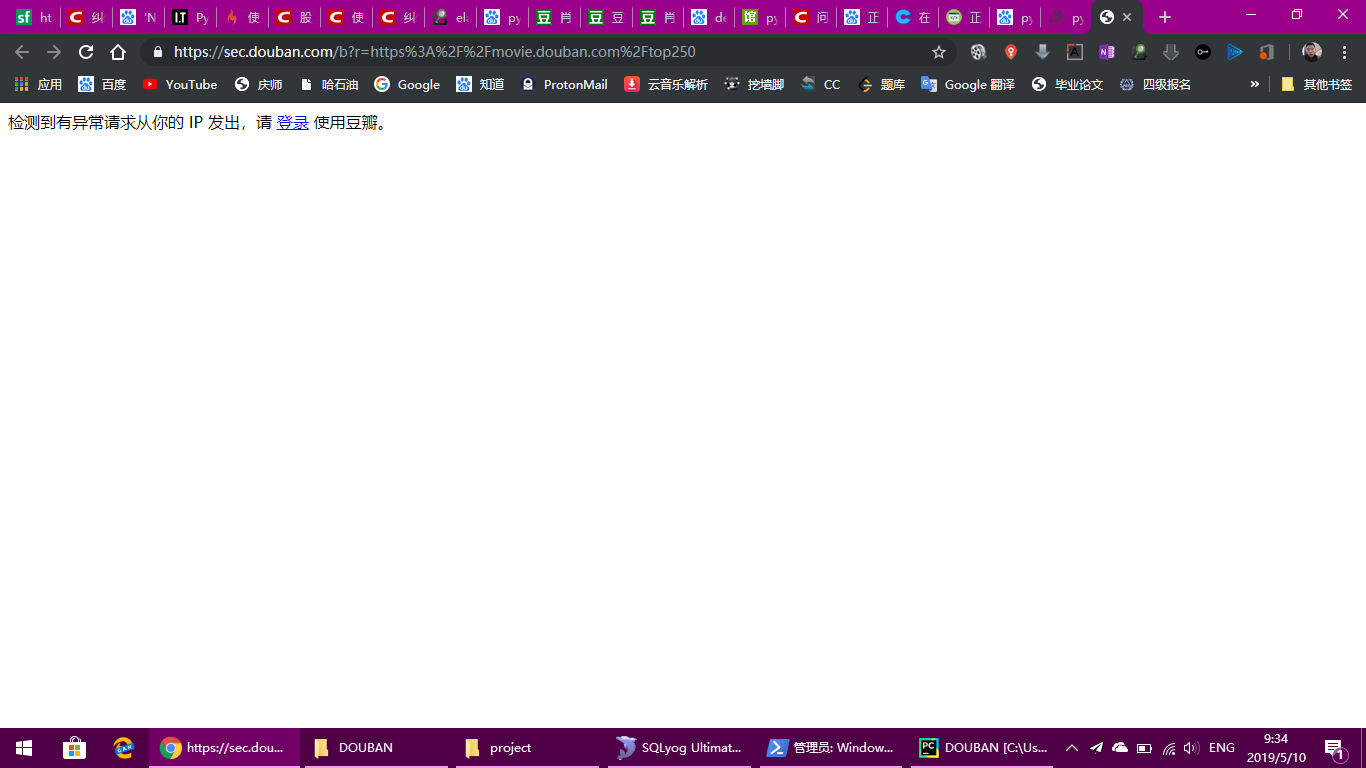 ht 纠 'N Py 使 股 使 纠 ela py 肖 豆 肖 de py 问 正 在 正 py py
https://sec.douban.com/b?r=https%3A%2F%2Fmovie.douban.com%2Ftop250
应用 百度 YouTube 庆师 哈石油 Google 知道 ProtonMail 云音乐解析 挖墙脚 CC 题库 Google 翻译 毕业论文 四级报名 » 其他书签
检测到有异常请求从你的 IP 发出，请 登录 使用豆瓣。
https://sec.dou... DOUBAN project SQLyog Ultimat... 管理员: Window... DOUBAN [C:\Us... ENG 9:34
2019/5/10 1